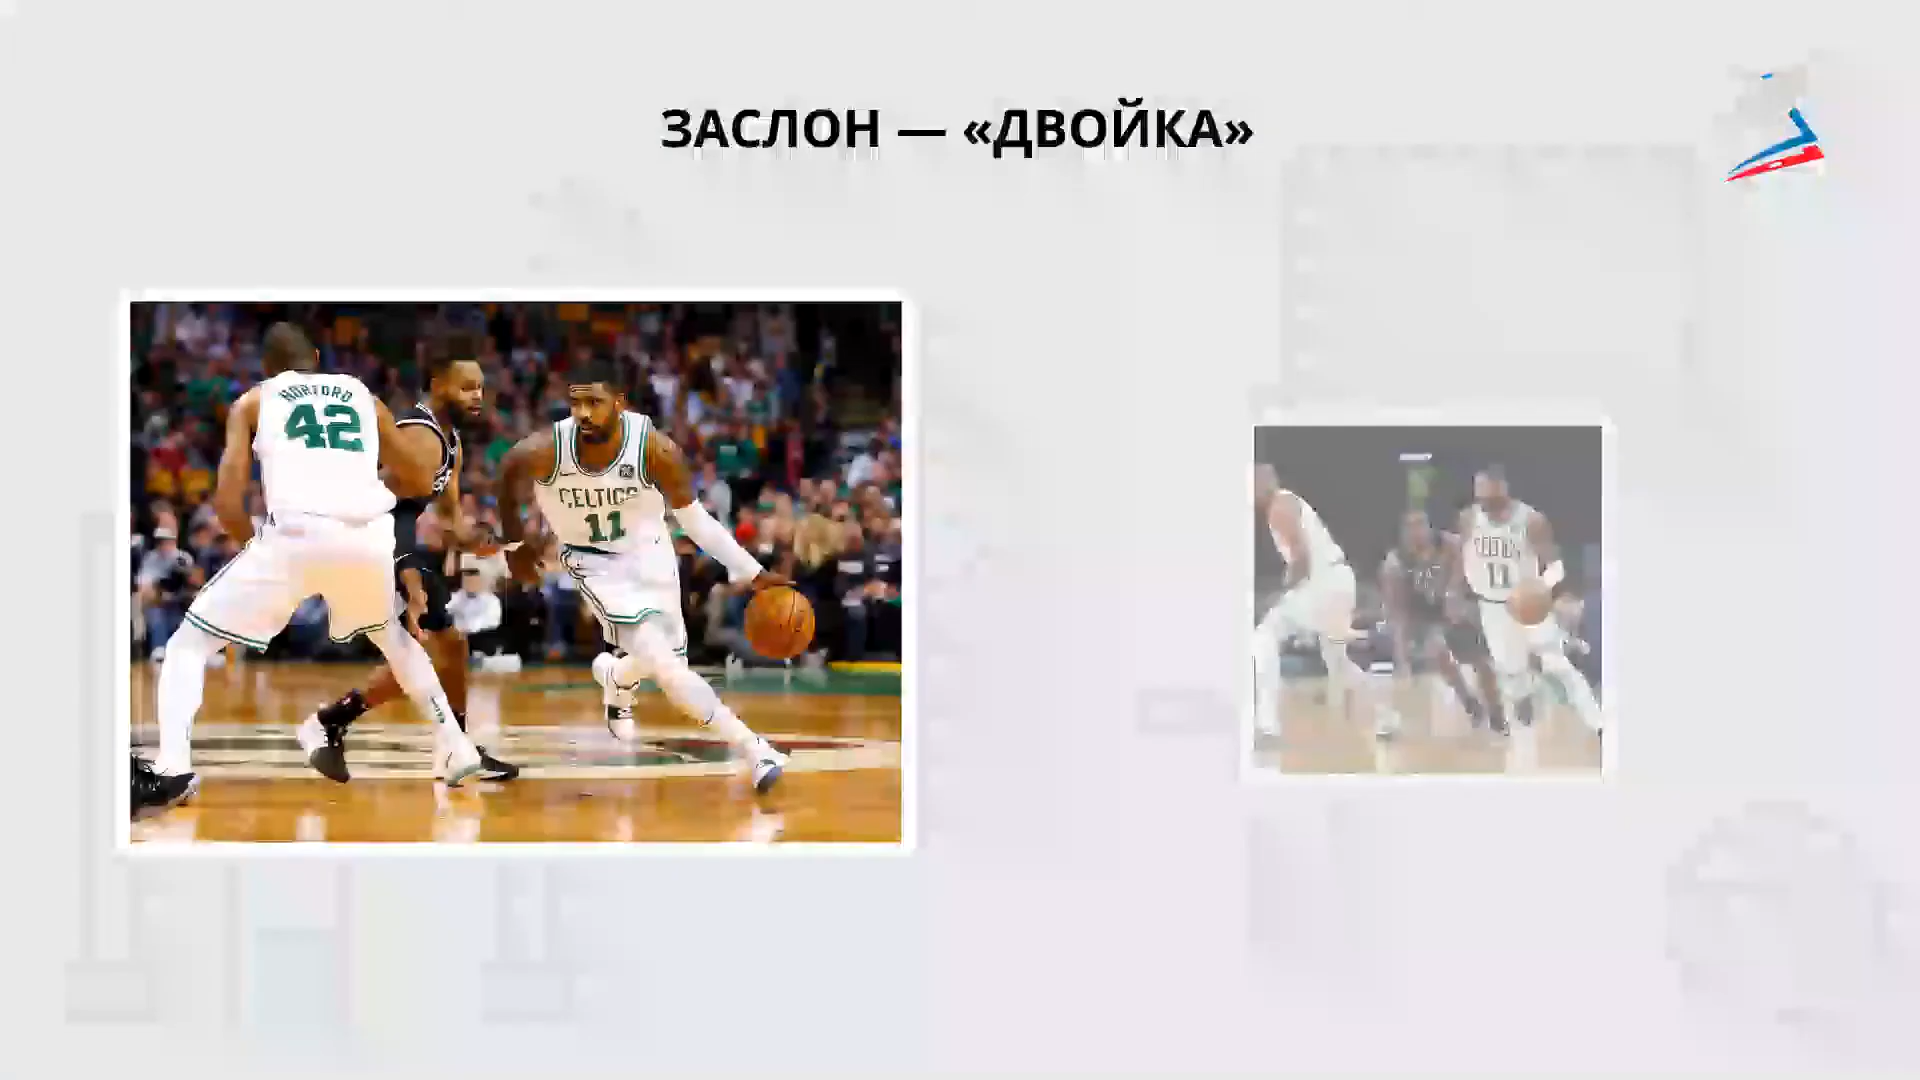 ЗАСЛОН — «ДВОЙКА»
HORFORD
42
CELTICS
11
CELTICS
11